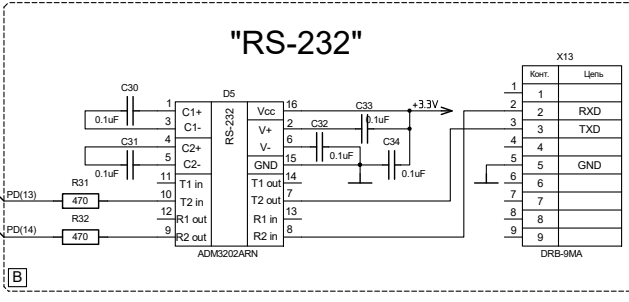 "RS-232"
X13
Конт. Цепь
1 1
2 2 RXD
3 3 TXD
4 4
5 5 GND
6 6
7 7
8 8
9 9
DRB-9MA
C30
0.1uF
C31
0.1uF
R31
PD(13) 470
R32
PD(14) 470
D5
RS-232
1 C1+ Vcc 16
3 C1- V+ 2
4 C2+ V- 6
5 C2- GND 15
11 T1 in T1 out 14
10 T2 in T2 out 7
12 R1 out R1 in 13
9 R2 out R2 in 8
ADM3202ARN
C33
0.1uF
+3.3V
C32
0.1uF
C34
0.1uF
B